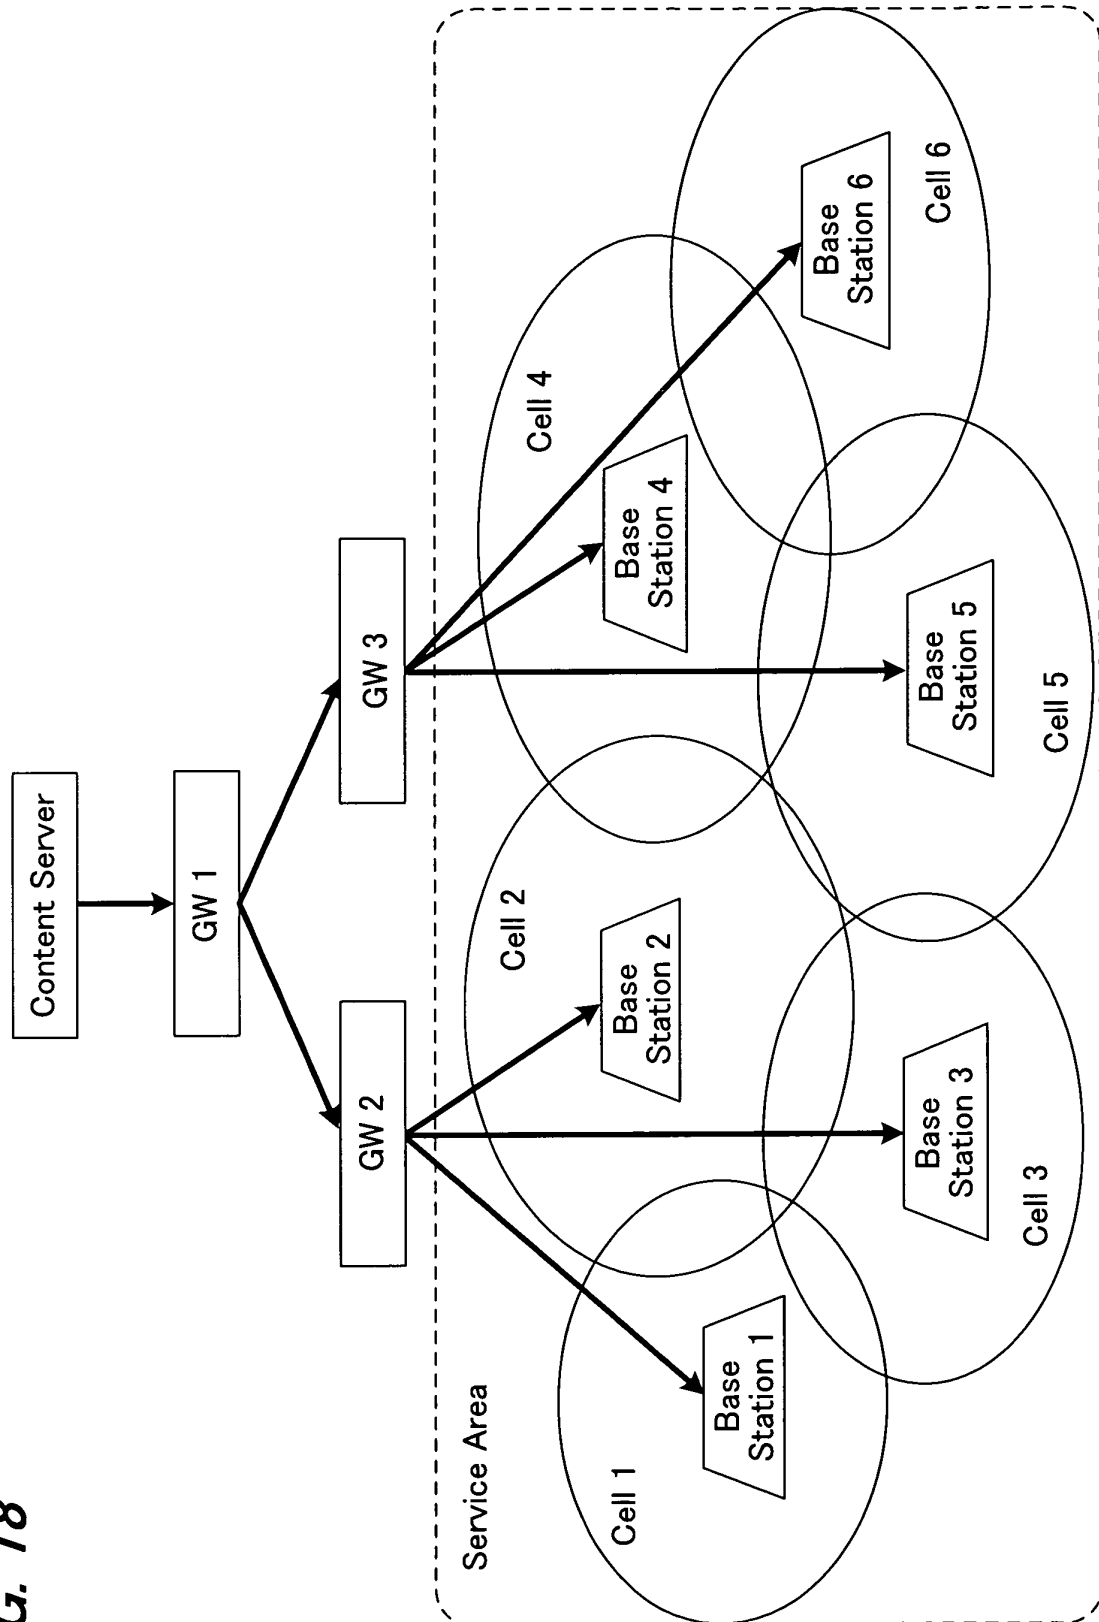 G. 18
Content Server
GW 1
GW 2
GW 3
Service Area
Cell 1
Base
Station 1
Cell 2
Base
Station 2
Base
Station 3
Cell 3
Cell 4
Base
Station 4
Base
Station 5
Cell 5
Base
Station 6
Cell 6